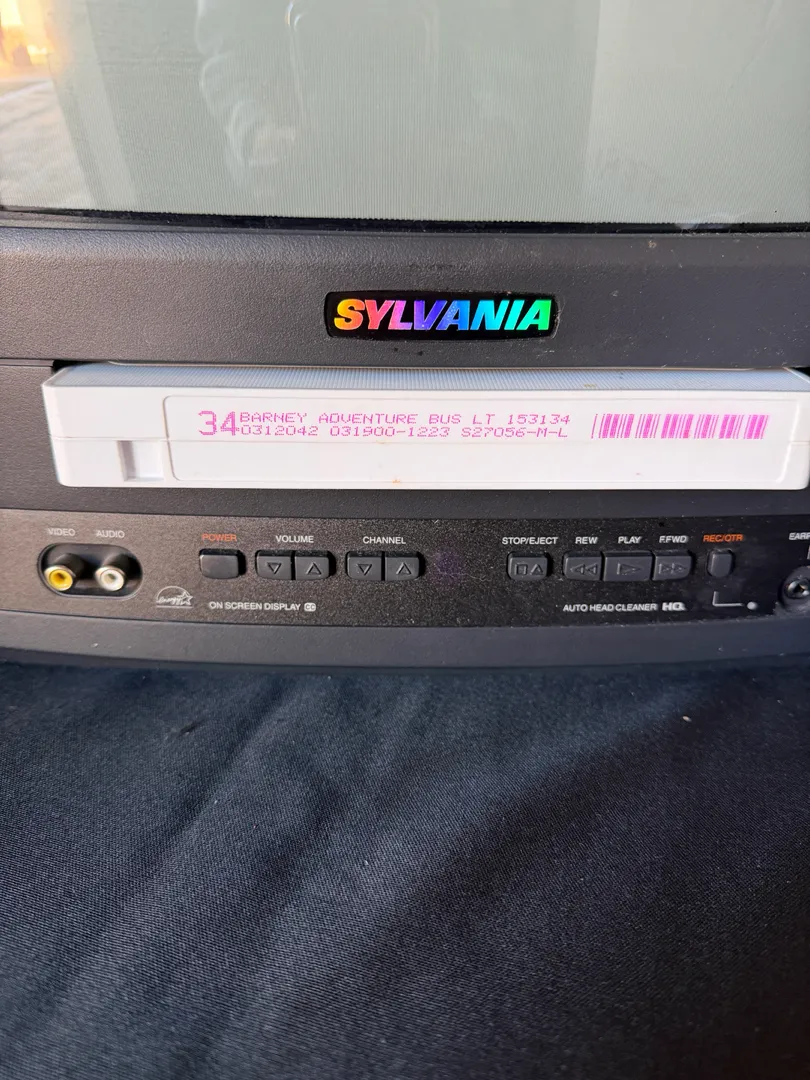 SYLVANIA
34 BARNEY ADVENTURE BUS LT 153134
0312042 031900-1223 S27056-M-L
VIDEO AUDIO POWER VOLUME CHANNEL STOP/EJECT REW PLAY F.FWD REC/OTR
ON SCREEN DISPLAY CC AUTO HEAD CLEANER HQ